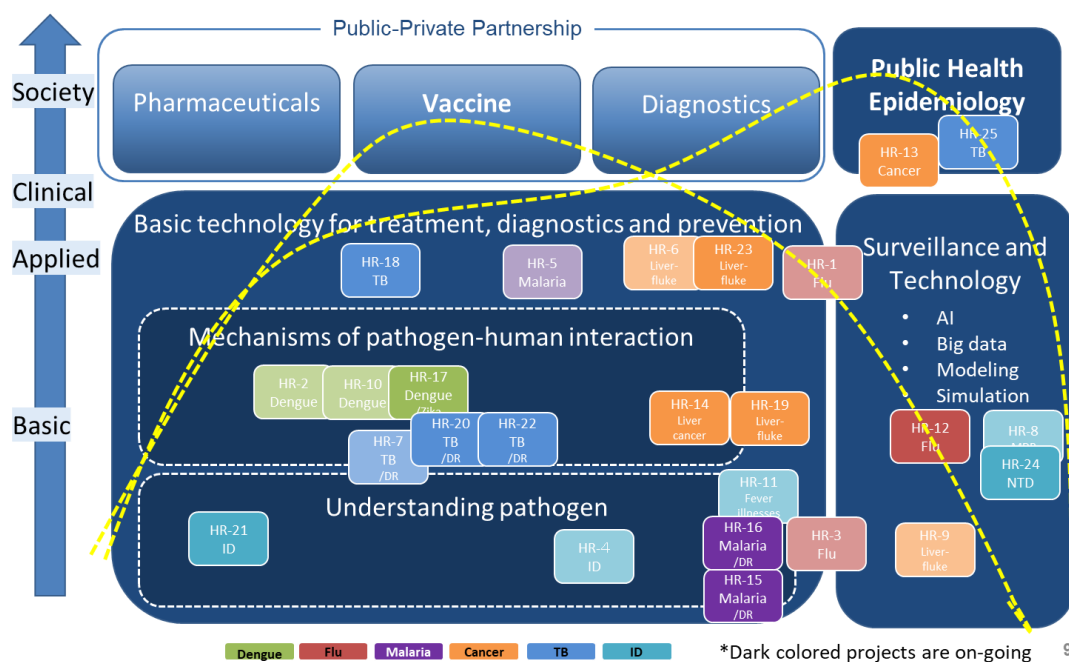 Public-Private Partnership
Society
Pharmaceuticals
Vaccine
Diagnostics
Public Health
Epidemiology
HR-13
Cancer
HR-25
TB
Clinical
Applied
Basic technology for treatment, diagnostics and prevention
HR-18
TB
HR-5
Malaria
HR-6
Liver-
fluke
HR-23
Liver-
fluke
HR-1
Flu
Surveillance and
Technology
• AI
• Big data
• Modeling
• Simulation
Mechanisms of pathogen-human interaction
HR-2
Dengue
HR-10
Dengue
HR-17
Dengue
/Zika
Basic
HR-7
TB
/DR
HR-20
TB
/DR
HR-22
TB
/DR
HR-14
Liver
cancer
HR-19
Liver-
fluke
HR-12
Flu
HR-8
HR-24
NTD
Understanding pathogen
HR-11
Fever
Illnesses
HR-21
ID
HR-4
ID
HR-16
Malaria
/DR
HR-3
Flu
HR-9
Liver-
fluke
HR-15
Malaria
/DR
Dengue
Flu
Malaria
Cancer
TB
ID
*Dark colored projects are on-going
9